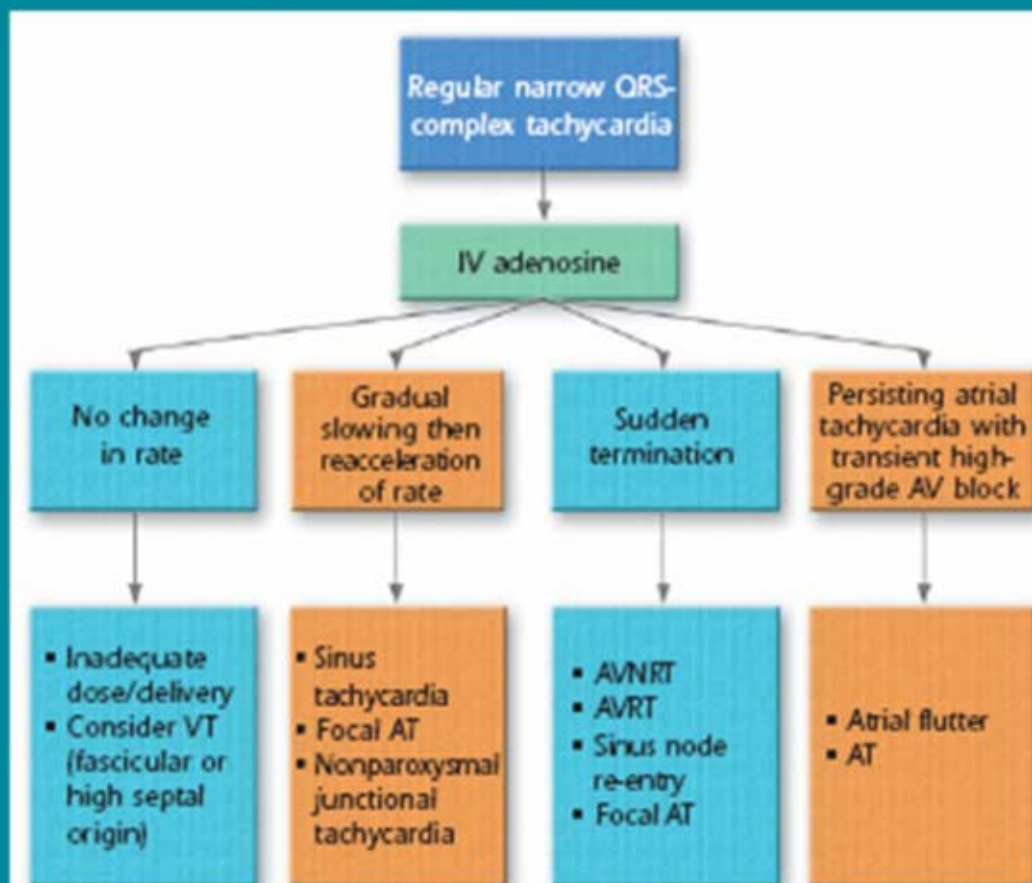 Regular narrow QRS-
complex tachycardia
IV adenosine
No change
in rate
Gradual
slowing then
reacceleration
of rate
Sudden
termination
Persisting atrial
tachycardia with
transient high-
grade AV block
▪ Inadequate
dose/delivery
▪ Consider VT
(fascicular or
high septal
origin)
▪ Sinus
tachycardia
▪ Focal AT
▪ Nonparoxysmal
junctional
tachycardia
▪ AVNRT
▪ AVRT
▪ Sinus node
re-entry
▪ Focal AT
▪ Atrial flutter
▪ AT